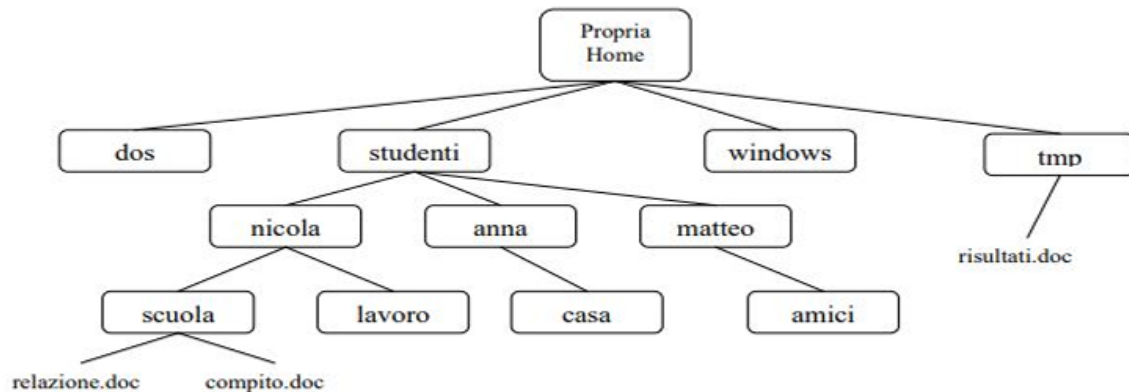 Propria
Home
dos
studenti
windows
tmp
nicola
anna
matteo
risultati.doc
scuola
lavoro
casa
amici
relazione.doc
compito.doc